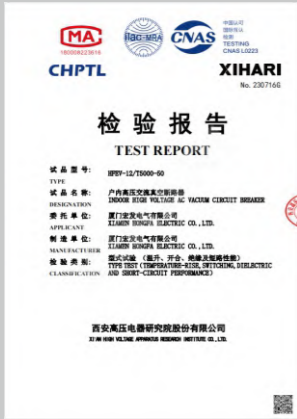 MA
180008223616
ilac-MRA
CNAS
中国认可
国际互认
检测
TESTING
CNAS L0223
CHPTL
XIHARI
No. 230716G
检验报告
TEST REPORT
试品型号: HPEV-12/T5000-50
TYPE
试品名称: 户内高压交流真空断路器
DESIGNATION INDOOR HIGH VOLTAGE AC VACUUM CIRCUIT BREAKER
委托单位: 厦门宏发电气有限公司
APPLICANT XIAMEN HONGFA ELECTRIC CO.,LTD.
制造单位: 厦门宏发电气有限公司
MANUFACTURER XIAMEN HONGFA ELECTRIC CO.,LTD.
检验类别: 型式试验（温升、开合、绝缘及短路性能）
CLASSIFICATION TYPE TEST (TEMPERATURE-RISE, SWITCHING, DIELECTRIC AND SHORT-CIRCUIT PERFORMANCE)
西安高压电器研究院股份有限公司
XI'AN HIGH VOLTAGE APPARATUS RESEARCH INSTITUTE CO.,LTD.